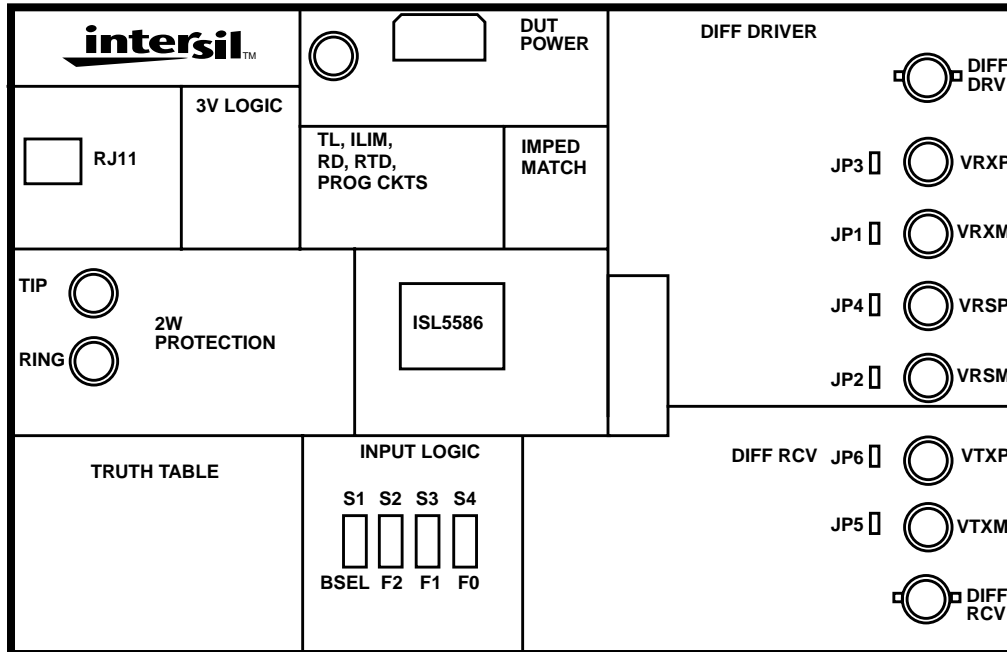 intersil TM
DUT
POWER
DIFF DRIVER
DIFF
DRV
3V LOGIC
RJ11
TL, ILIM,
RD, RTD,
PROG CKTS
IMPED
MATCH
JP3 VRXP
JP1 VRXM
TIP
RING
2W
PROTECTION
ISL5586
JP4 VRSP
JP2 VRSM
TRUTH TABLE
INPUT LOGIC
S1 S2 S3 S4
BSEL F2 F1 F0
DIFF RCV JP6 VTXP
JP5 VTXM
DIFF
RCV